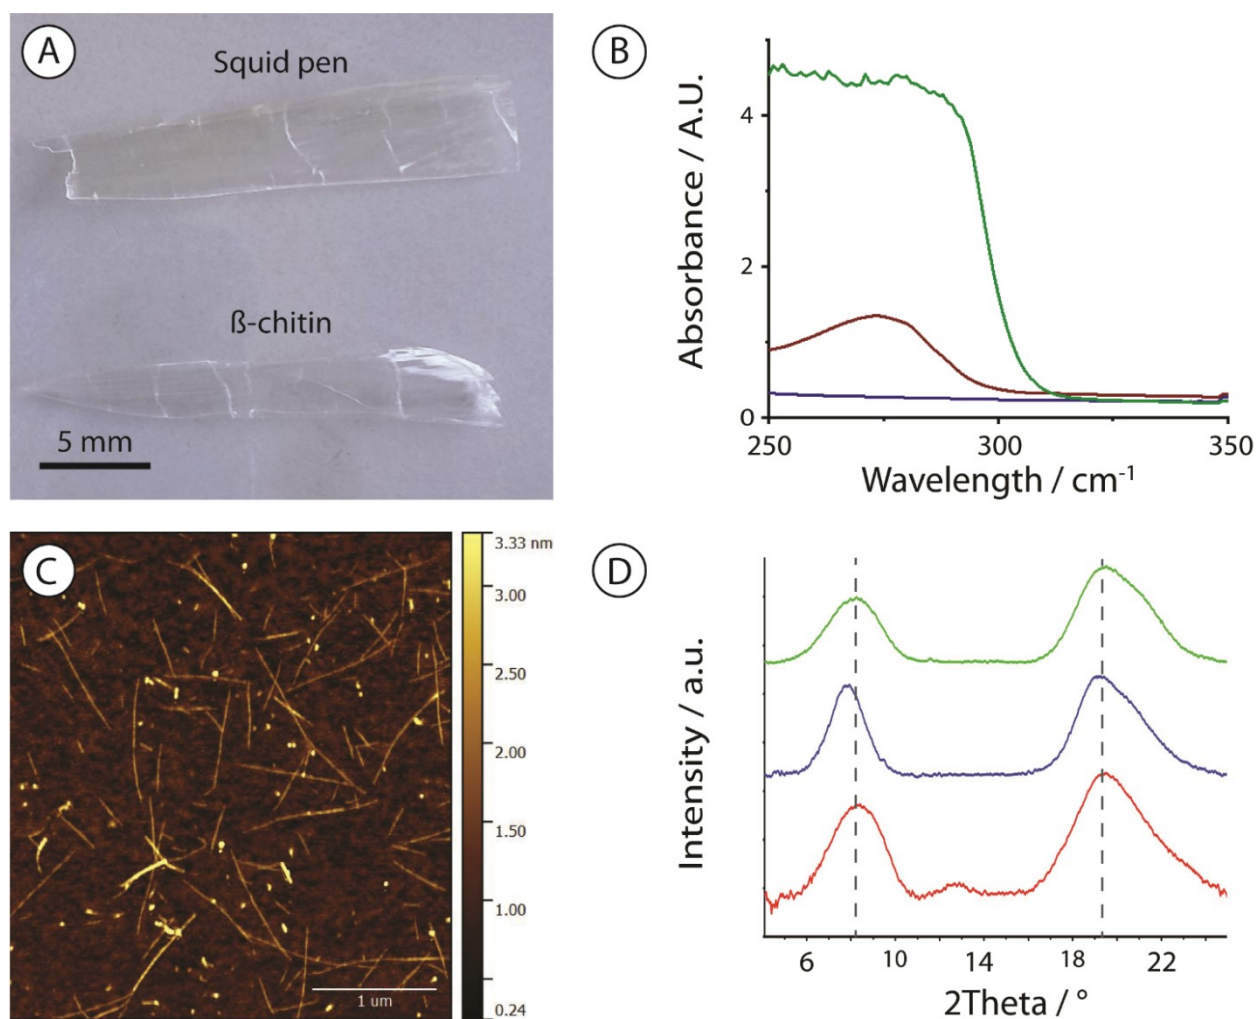 A
Squid pen
ß-chitin
5 mm
B
Absorbance / A.U.
4
2
0
250
300
350
Wavelength / cm⁻¹
C
3.33 nm
3.00
2.50
2.00
1.50
1.00
0.24
1 um
D
Intensity / a.u.
6
10
14
18
22
2Theta / °